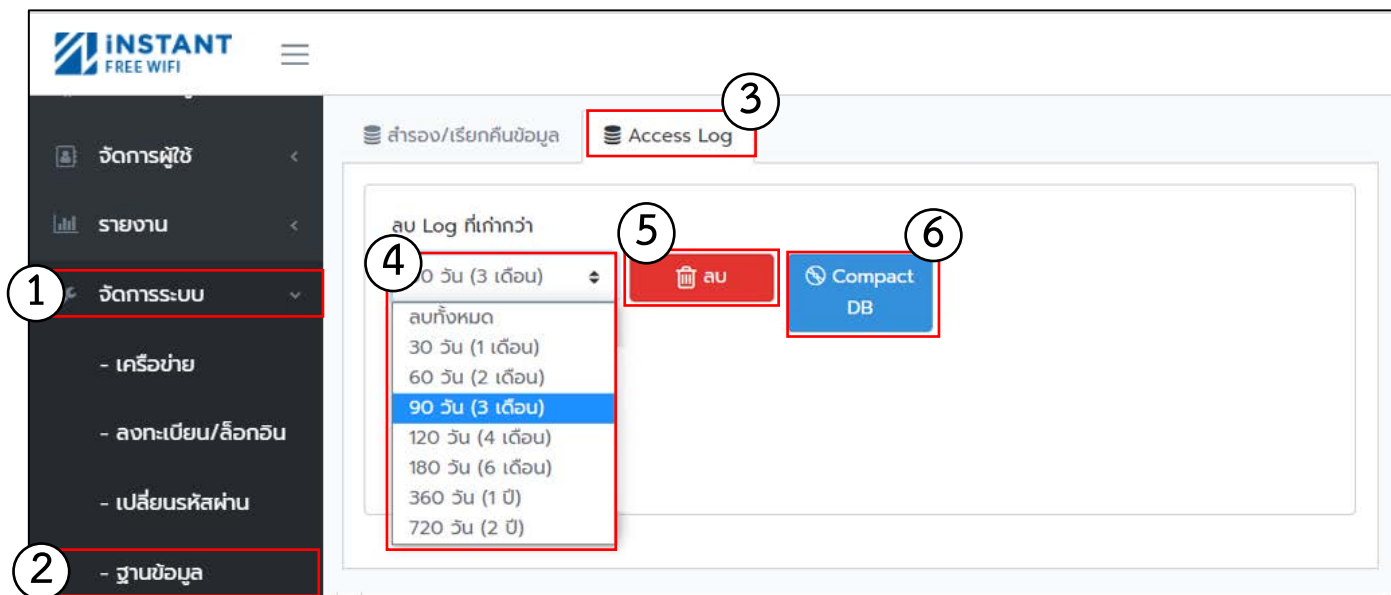 iNSTANT
FREE WIFI
3
สำรอง/เรียกคืนข้อมูล
Access Log
จัดการผู้ใช้
รายงาน
ลบ Log ที่เก่ากว่า
5
6
4
0 วัน (3 เดือน)
ลบ
Compact
DB
1
จัดการระบบ
ลบทั้งหมด
30 วัน (1 เดือน)
60 วัน (2 เดือน)
90 วัน (3 เดือน)
120 วัน (4 เดือน)
180 วัน (6 เดือน)
360 วัน (1 ปี)
720 วัน (2 ปี)
- เครือข่าย
- ลงทะเบียน/ล็อกอิน
- เปลี่ยนรหัสผ่าน
2
- ฐานข้อมูล